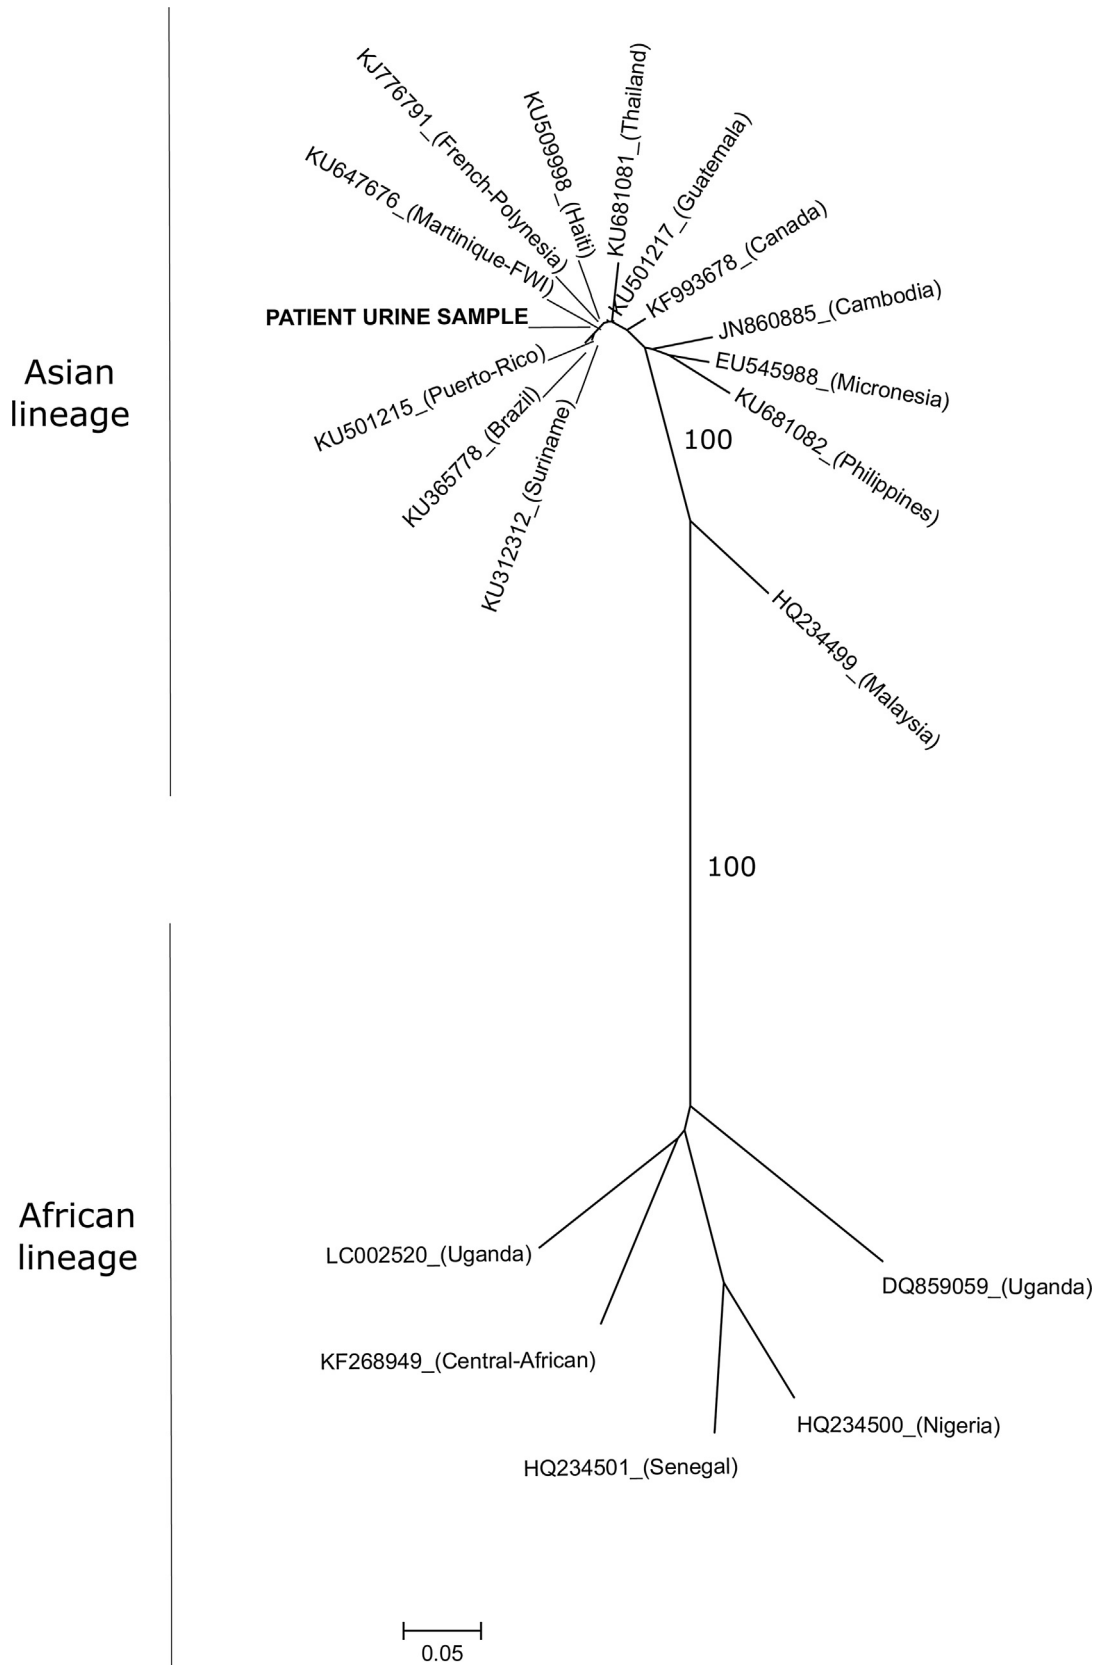 Asian
lineage
KJ776791_(French-Polynesia)
KU509998_(Haiti)
KU681081_(Thailand)
KU501217_(Guatemala)
KU647676_(Martinique-FWI)
KF993678_(Canada)
PATIENT URINE SAMPLE
JN860885_(Cambodia)
KU501215_(Puerto-Rico)
EU545988_(Micronesia)
KU365778_(Brazil)
KU681082_(Philippines)
KU312312_(Suriname)
100
HQ234499_(Malaysia)
100
African
lineage
LC002520_(Uganda)
DQ859059_(Uganda)
KF268949_(Central-African)
HQ234500_(Nigeria)
HQ234501_(Senegal)
0.05